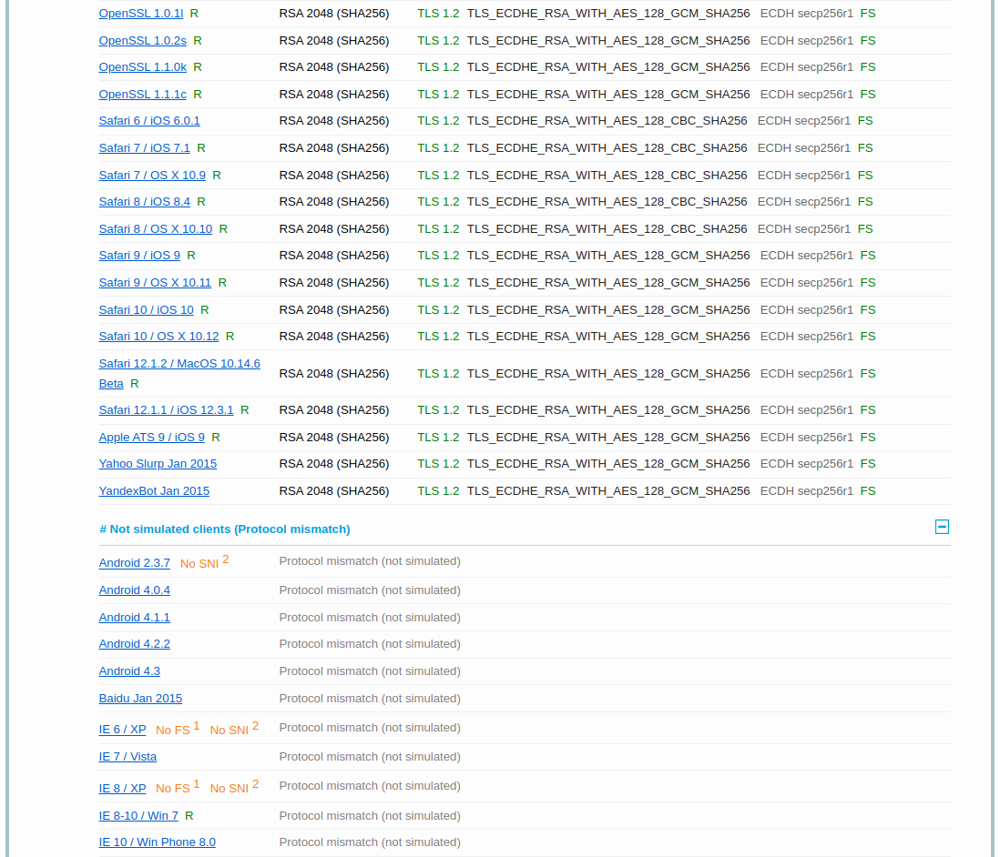 OpenSSL 1.0.1l R RSA 2048 (SHA256) TLS 1.2 TLS_ECDHE_RSA_WITH_AES_128_GCM_SHA256 ECDH secp256r1 FS
OpenSSL 1.0.2s R RSA 2048 (SHA256) TLS 1.2 TLS_ECDHE_RSA_WITH_AES_128_GCM_SHA256 ECDH secp256r1 FS
OpenSSL 1.1.0k R RSA 2048 (SHA256) TLS 1.2 TLS_ECDHE_RSA_WITH_AES_128_GCM_SHA256 ECDH secp256r1 FS
OpenSSL 1.1.1c R RSA 2048 (SHA256) TLS 1.2 TLS_ECDHE_RSA_WITH_AES_128_GCM_SHA256 ECDH secp256r1 FS
Safari 6 / iOS 6.0.1 RSA 2048 (SHA256) TLS 1.2 TLS_ECDHE_RSA_WITH_AES_128_CBC_SHA256 ECDH secp256r1 FS
Safari 7 / iOS 7.1 R RSA 2048 (SHA256) TLS 1.2 TLS_ECDHE_RSA_WITH_AES_128_CBC_SHA256 ECDH secp256r1 FS
Safari 7 / OS X 10.9 R RSA 2048 (SHA256) TLS 1.2 TLS_ECDHE_RSA_WITH_AES_128_CBC_SHA256 ECDH secp256r1 FS
Safari 8 / iOS 8.4 R RSA 2048 (SHA256) TLS 1.2 TLS_ECDHE_RSA_WITH_AES_128_CBC_SHA256 ECDH secp256r1 FS
Safari 8 / OS X 10.10 R RSA 2048 (SHA256) TLS 1.2 TLS_ECDHE_RSA_WITH_AES_128_CBC_SHA256 ECDH secp256r1 FS
Safari 9 / iOS 9 R RSA 2048 (SHA256) TLS 1.2 TLS_ECDHE_RSA_WITH_AES_128_GCM_SHA256 ECDH secp256r1 FS
Safari 9 / OS X 10.11 R RSA 2048 (SHA256) TLS 1.2 TLS_ECDHE_RSA_WITH_AES_128_GCM_SHA256 ECDH secp256r1 FS
Safari 10 / iOS 10 R RSA 2048 (SHA256) TLS 1.2 TLS_ECDHE_RSA_WITH_AES_128_GCM_SHA256 ECDH secp256r1 FS
Safari 10 / OS X 10.12 R RSA 2048 (SHA256) TLS 1.2 TLS_ECDHE_RSA_WITH_AES_128_GCM_SHA256 ECDH secp256r1 FS
Safari 12.1.2 / MacOS 10.14.6
Beta R RSA 2048 (SHA256) TLS 1.2 TLS_ECDHE_RSA_WITH_AES_128_GCM_SHA256 ECDH secp256r1 FS
Safari 12.1.1 / iOS 12.3.1 R RSA 2048 (SHA256) TLS 1.2 TLS_ECDHE_RSA_WITH_AES_128_GCM_SHA256 ECDH secp256r1 FS
Apple ATS 9 / iOS 9 R RSA 2048 (SHA256) TLS 1.2 TLS_ECDHE_RSA_WITH_AES_128_GCM_SHA256 ECDH secp256r1 FS
Yahoo Slurp Jan 2015 RSA 2048 (SHA256) TLS 1.2 TLS_ECDHE_RSA_WITH_AES_128_GCM_SHA256 ECDH secp256r1 FS
YandexBot Jan 2015 RSA 2048 (SHA256) TLS 1.2 TLS_ECDHE_RSA_WITH_AES_128_GCM_SHA256 ECDH secp256r1 FS
# Not simulated clients (Protocol mismatch)
Android 2.3.7 No SNI 2 Protocol mismatch (not simulated)
Android 4.0.4 Protocol mismatch (not simulated)
Android 4.1.1 Protocol mismatch (not simulated)
Android 4.2.2 Protocol mismatch (not simulated)
Android 4.3 Protocol mismatch (not simulated)
Baidu Jan 2015 Protocol mismatch (not simulated)
IE 6 / XP No FS 1 No SNI 2 Protocol mismatch (not simulated)
IE 7 / Vista Protocol mismatch (not simulated)
IE 8 / XP No FS 1 No SNI 2 Protocol mismatch (not simulated)
IE 8-10 / Win 7 R Protocol mismatch (not simulated)
IE 10 / Win Phone 8.0 Protocol mismatch (not simulated)